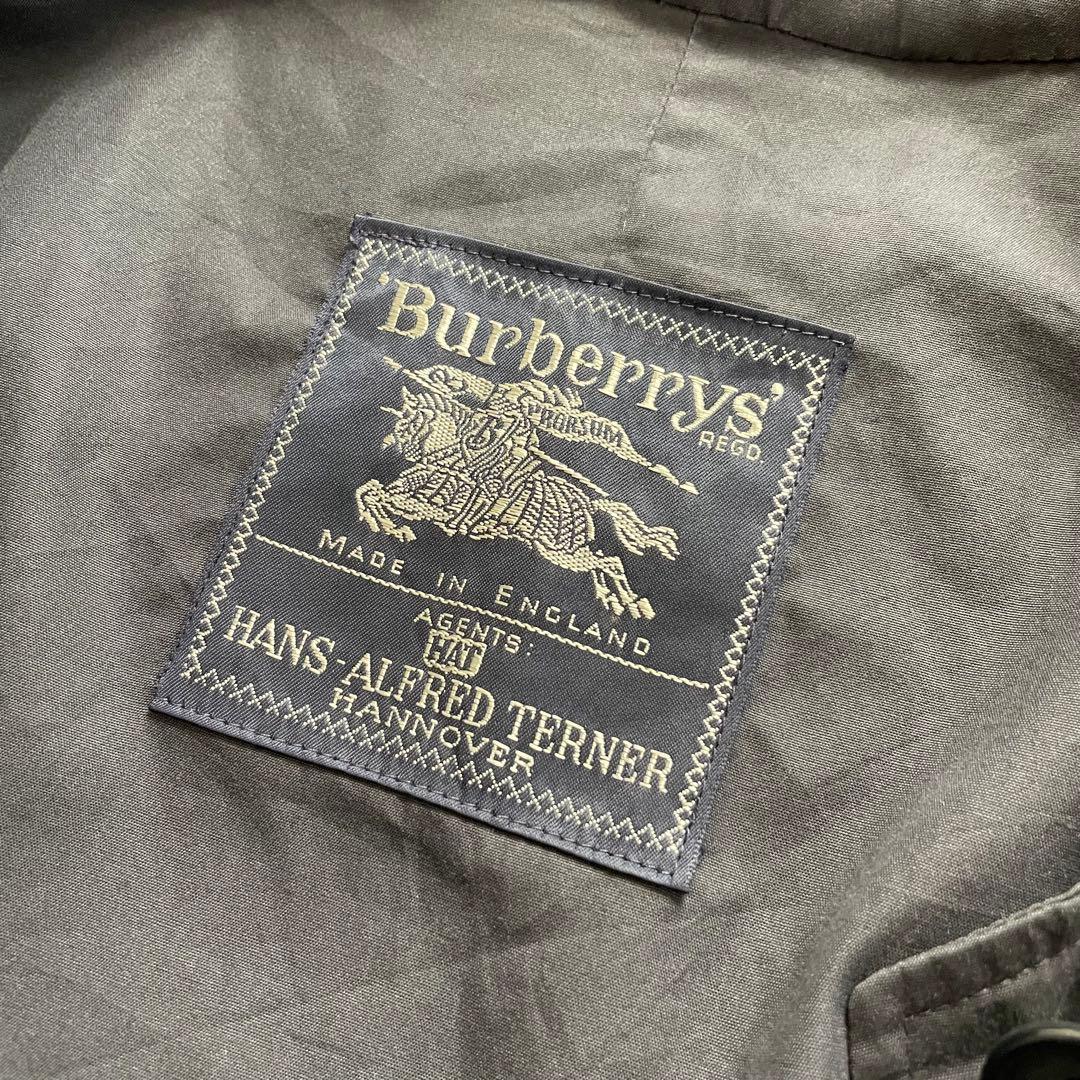 'Burberrys'
REGD.
PRORSUM
MADE IN ENGLAND
AGENTS:
HAT
HANS-ALFRED TERNER
HANNOVER